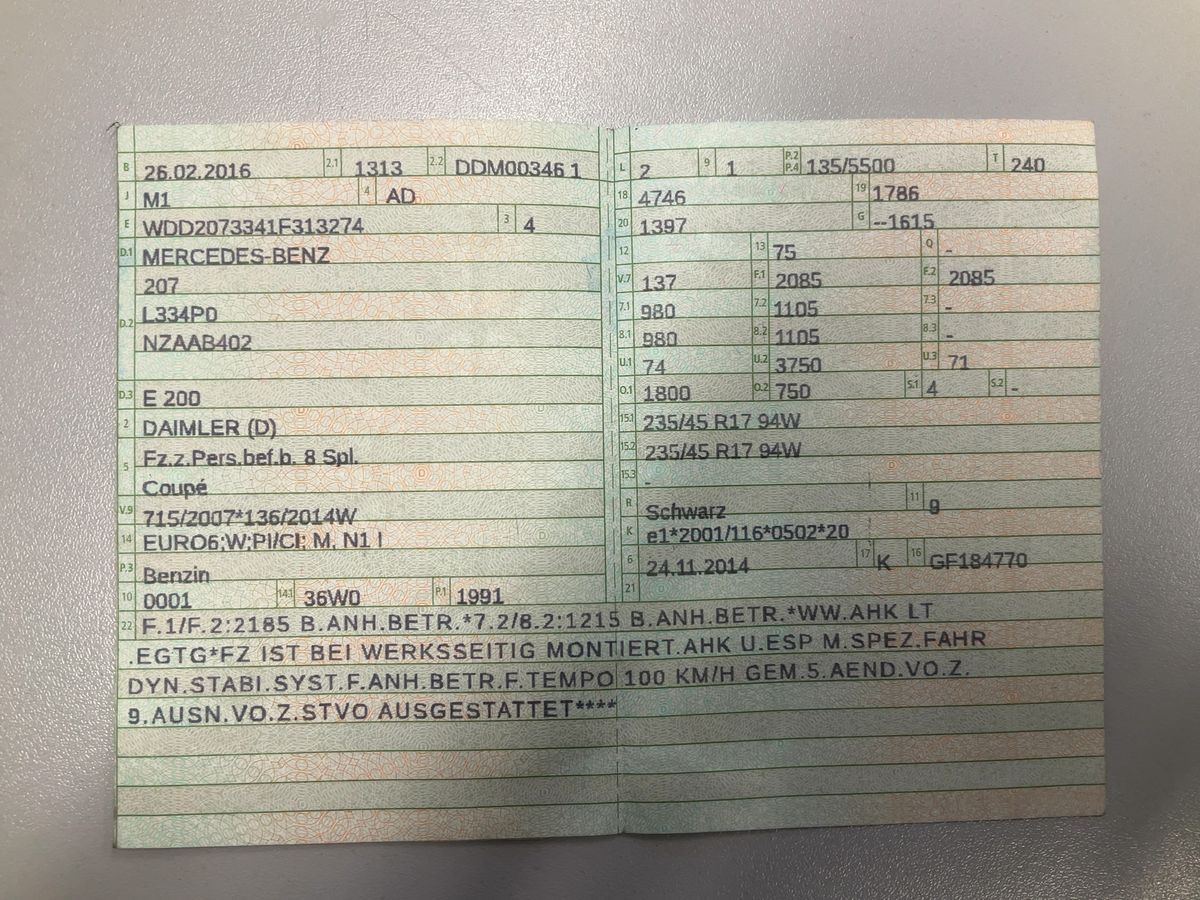 B 26.02.2016 2.1 1313 2.2 DDM00346 1
J M1 4 AD
E WDD2073341F313274 3 4
D.1 MERCEDES-BENZ
207
D.2 L334P0
NZAAB402
D.3 E 200
2 DAIMLER (D)
5 Fz.z.Pers.bef.b. 8 Spl.
Coupé
V.9 715/2007*136/2014W
14 EURO6;W;PI/CI; M, N1 I
P.3 Benzin
10 0001 14.1 36W0 P.1 1991
L 2 9 1 P.2 P.4 135/5500 T 240
18 4746 19 1786
20 1397 G --1615
12 13 75 Q -
V.7 137 F.1 2085 F.2 2085
7.1 980 7.2 1105 7.3 -
8.1 980 8.2 1105 8.3 -
U.1 74 U.2 3750 U.3 71
O.1 1800 O.2 750 S.1 4 S.2 -
15.1 235/45 R17 94W
15.2 235/45 R17 94W
15.3 -
R Schwarz 11 9
K e1*2001/116*0502*20
6 24.11.2014 17 K 16 GF184770
21
22 F.1/F.2:2185 B.ANH.BETR.*7.2/8.2:1215 B.ANH.BETR.*WW.AHK LT
.EGTG*FZ IST BEI WERKSSEITIG MONTIERT.AHK U.ESP M.SPEZ.FAHR
DYN.STABI.SYST.F.ANH.BETR.F.TEMPO 100 KM/H GEM.5.AEND.VO.Z.
9.AUSN.VO.Z.STVO AUSGESTATTET****